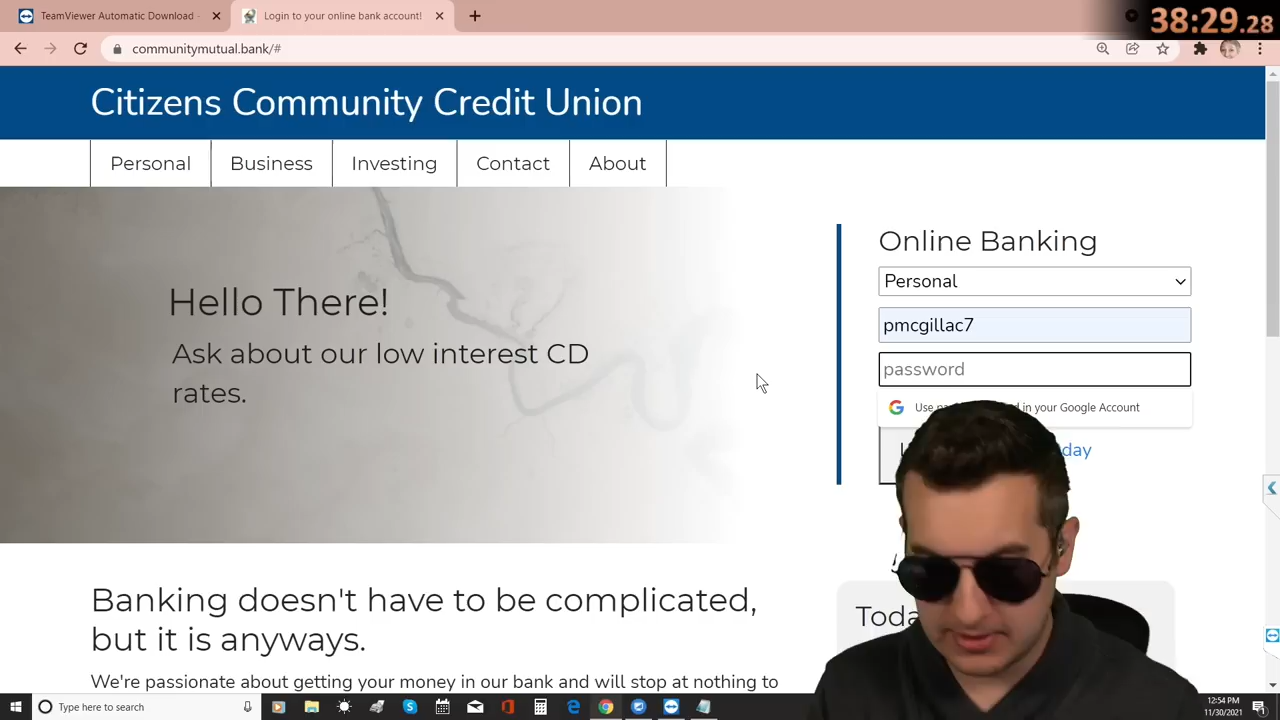 38:29.28
TeamViewer Automatic Download -
Login to your online bank account!
communitymutual.bank/#
Citizens Community Credit Union
Personal
Business
Investing
Contact
About
Hello There!
Ask about our low interest CD
rates.
Online Banking
Personal
pmcgillac7
password
Use in your Google Account
Banking doesn't have to be complicated,
but it is anyways.
We're passionate about getting your money in our bank and will stop at nothing to
Type here to search
12:54 PM
11/30/2021